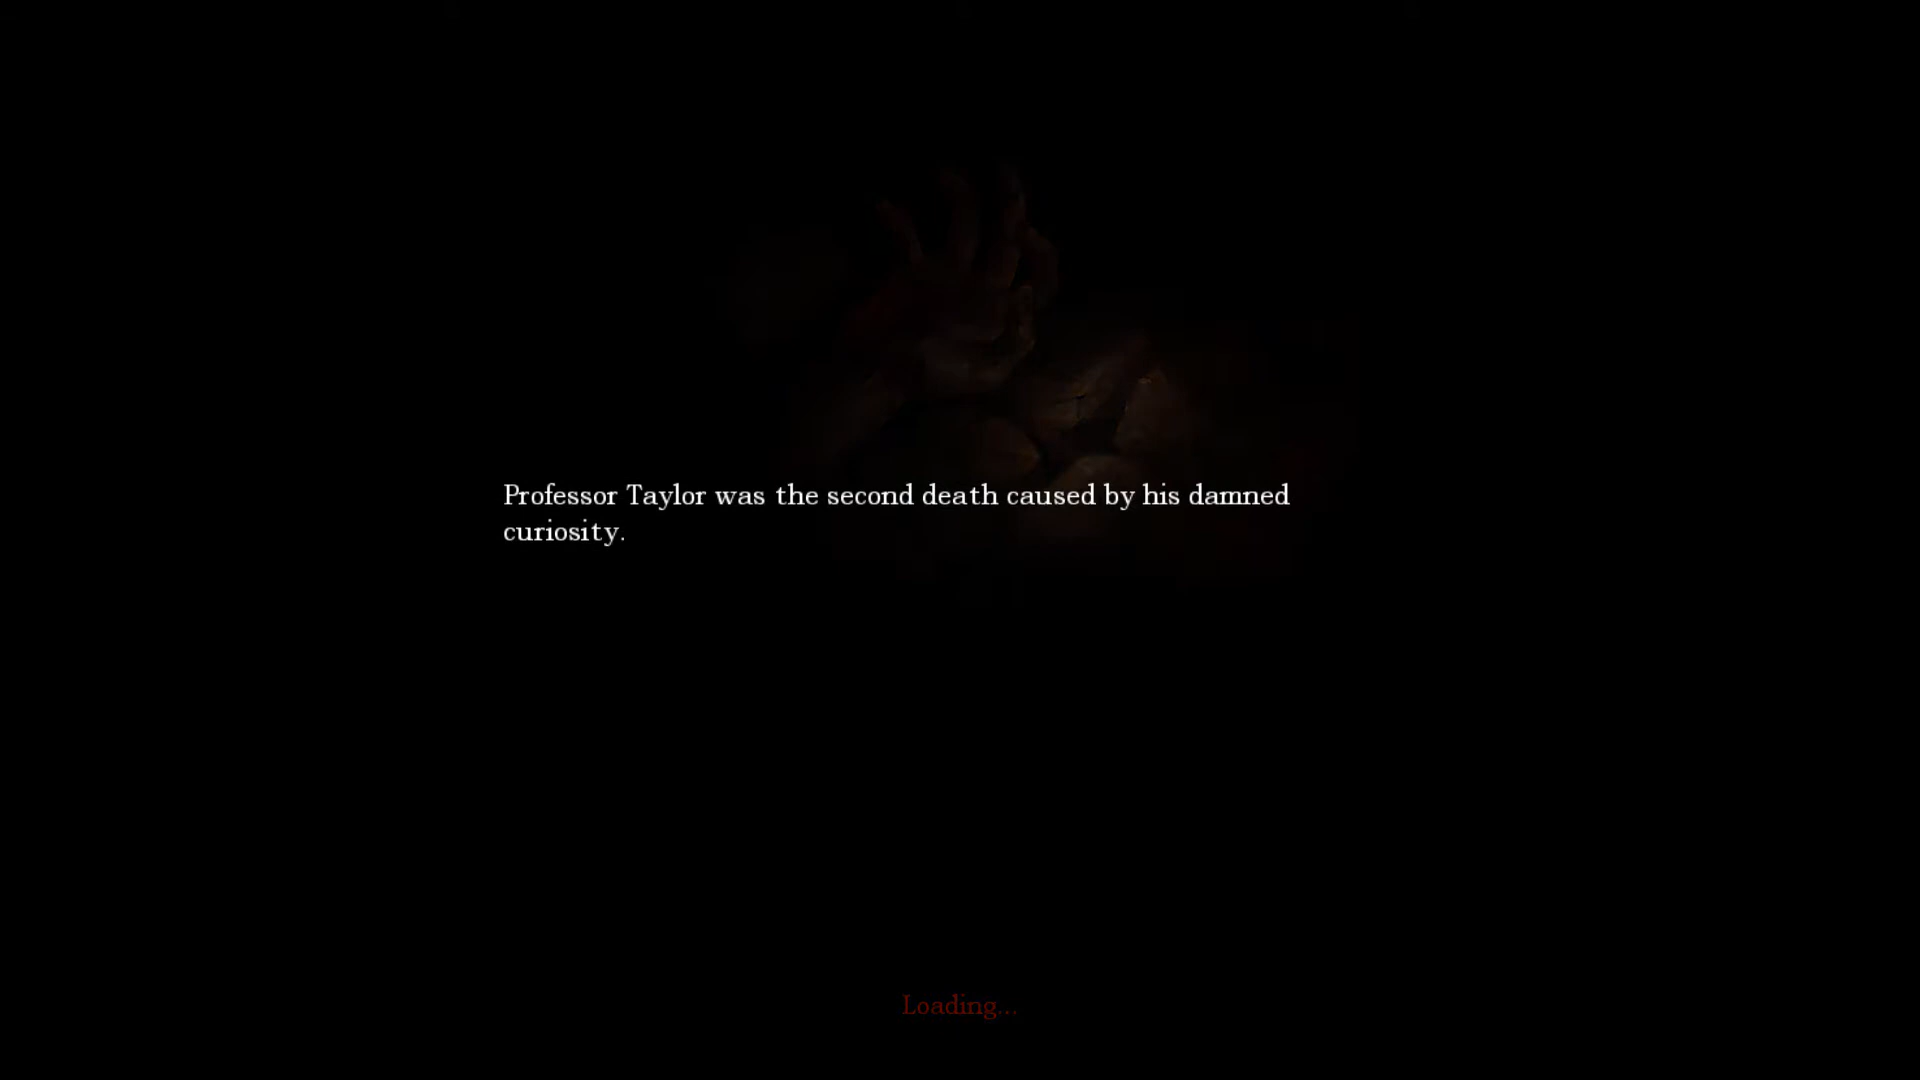 Professor Taylor was the second death caused by his damned
curiosity.
Loading...